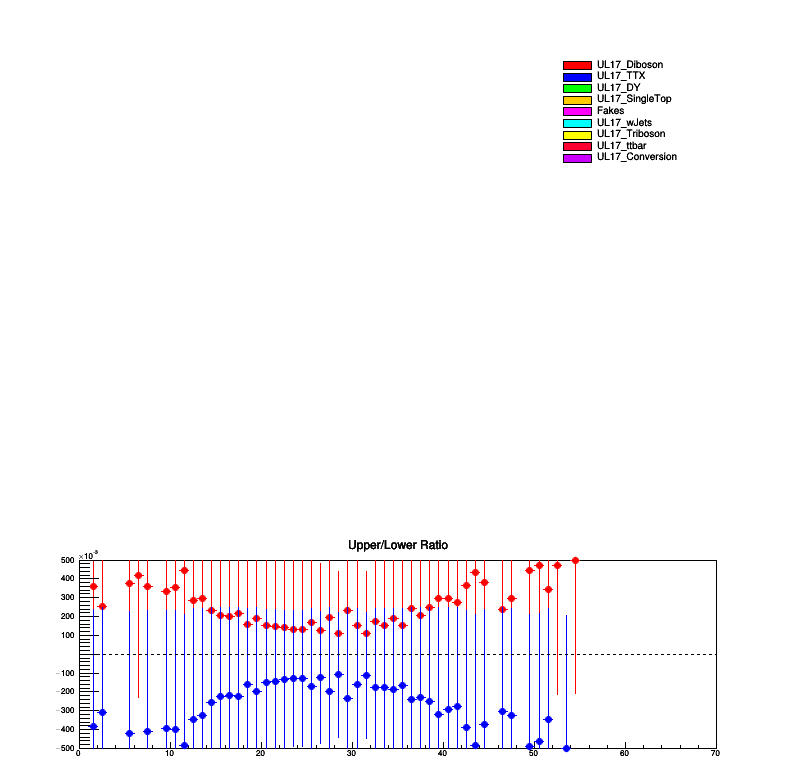 UL17_Diboson
UL17_TTX
UL17_DY
UL17_SingleTop
Fakes
UL17_wJets
UL17_Triboson
UL17_ttbar
UL17_Conversion
Upper/Lower Ratio
×10⁻³
500
400
300
200
100
-100
-200
-300
-400
-500
0 10 20 30 40 50 60 70